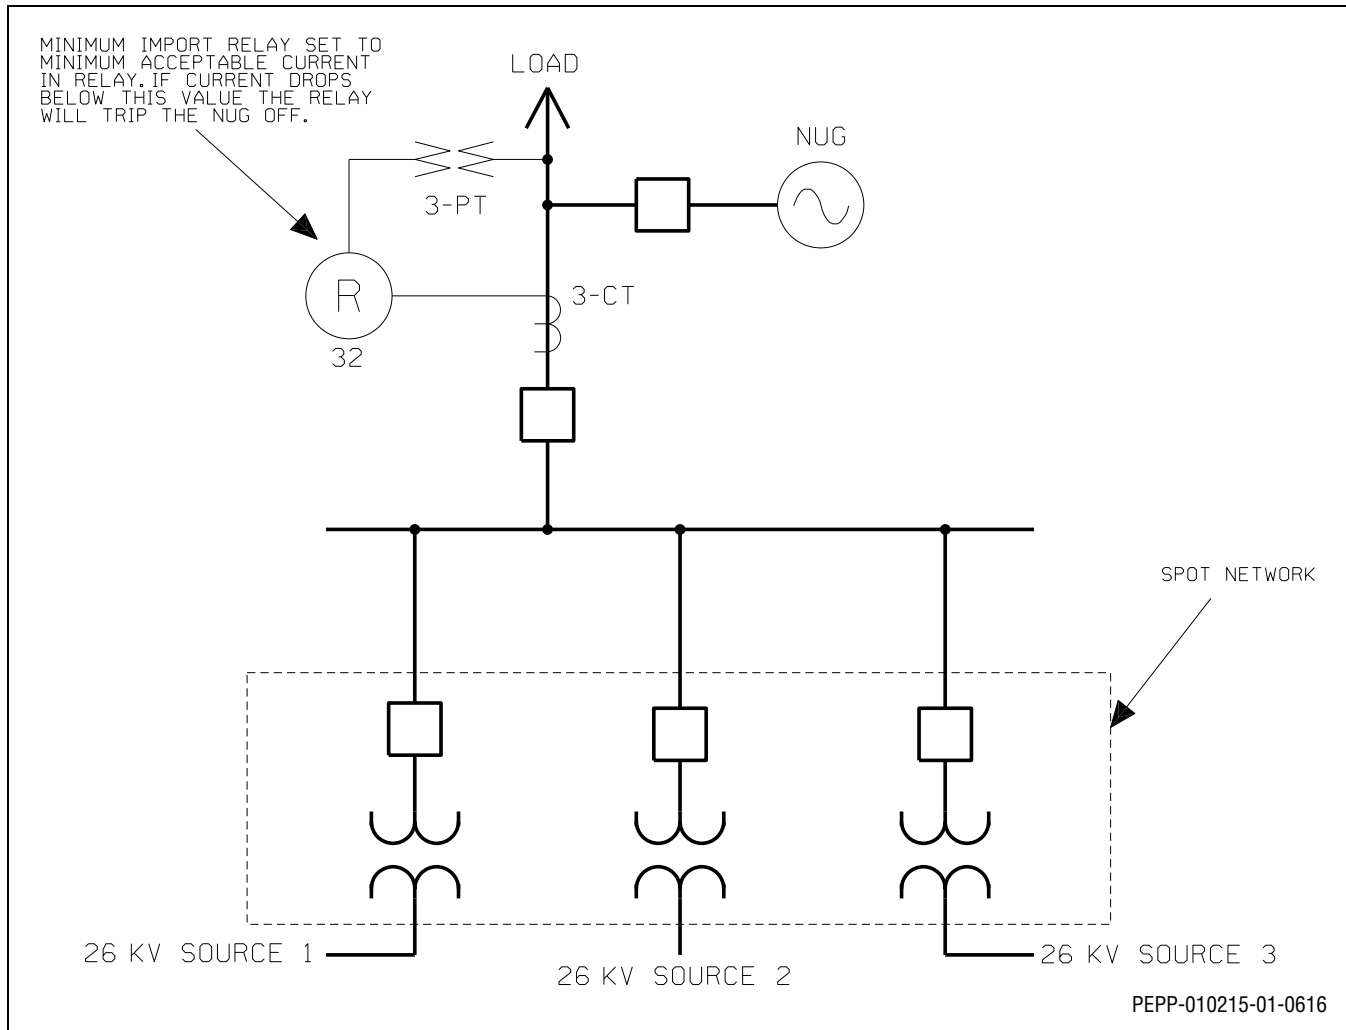 MINIMUM IMPORT RELAY SET TO
MINIMUM ACCEPTABLE CURRENT
IN RELAY. IF CURRENT DROPS
BELOW THIS VALUE THE RELAY
WILL TRIP THE NUG OFF.
LOAD
NUG
3-PT
R
3-CT
32
SPOT NETWORK
26 KV SOURCE 1
26 KV SOURCE 2
26 KV SOURCE 3
PEPP-010215-01-0616